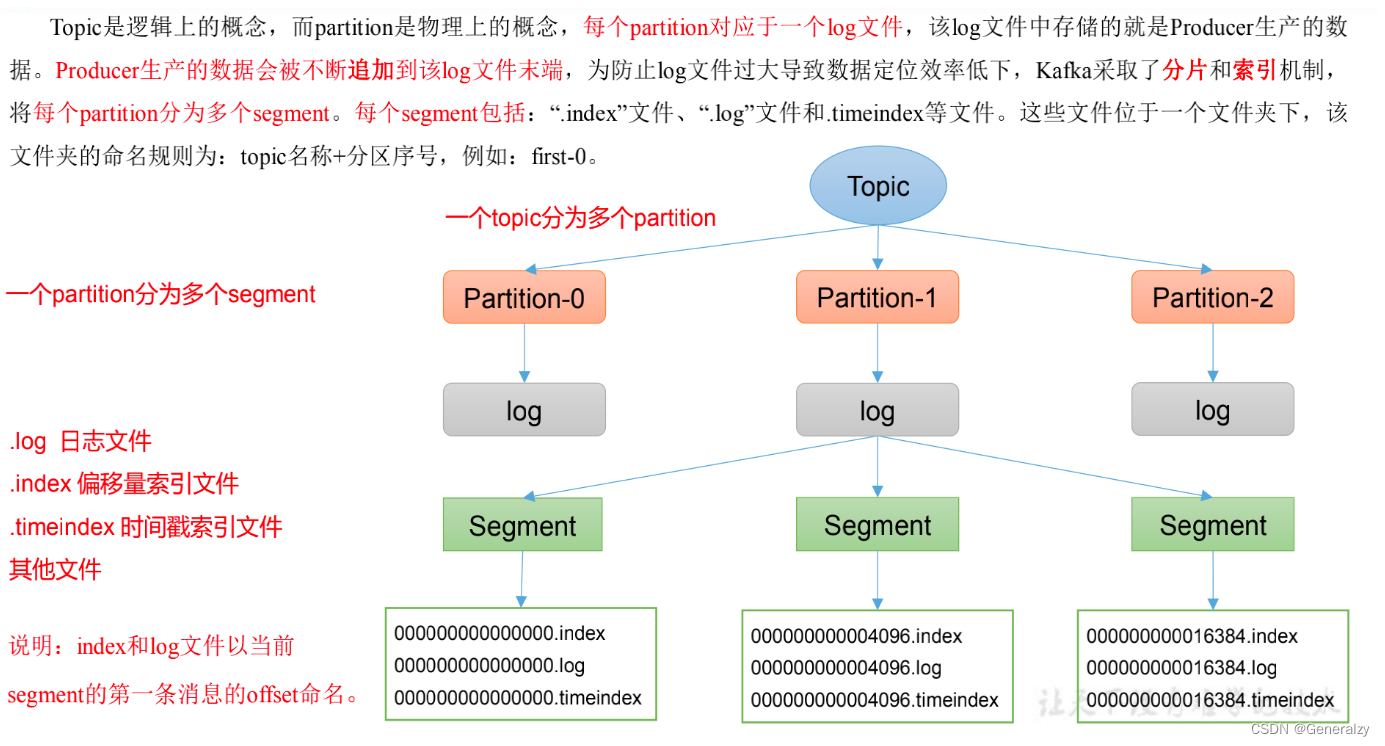 Topic是逻辑上的概念，而partition是物理上的概念，每个partition对应于一个log文件，该log文件中存储的就是Producer生产的数
据。Producer生产的数据会被不断追加到该log文件末端，为防止log文件过大导致数据定位效率低下，Kafka采取了分片和索引机制，
将每个partition分为多个segment。每个segment包括：“.index”文件、“.log”文件和.timeindex等文件。这些文件位于一个文件夹下，该
文件夹的命名规则为：topic名称+分区序号，例如：first-0。
Topic
一个topic分为多个partition
一个partition分为多个segment
Partition-0
Partition-1
Partition-2
log
log
log
.log 日志文件
.index 偏移量索引文件
.timeindex 时间戳索引文件
其他文件
Segment
Segment
Segment
说明：index和log文件以当前
segment的第一条消息的offset命名。
000000000000000.index
000000000000000.log
000000000000000.timeindex
000000000004096.index
000000000004096.log
000000000004096.timeindex
000000000016384.index
000000000016384.log
000000000016384.timeindex
让天下没有难学的技术
CSDN @Generalzy